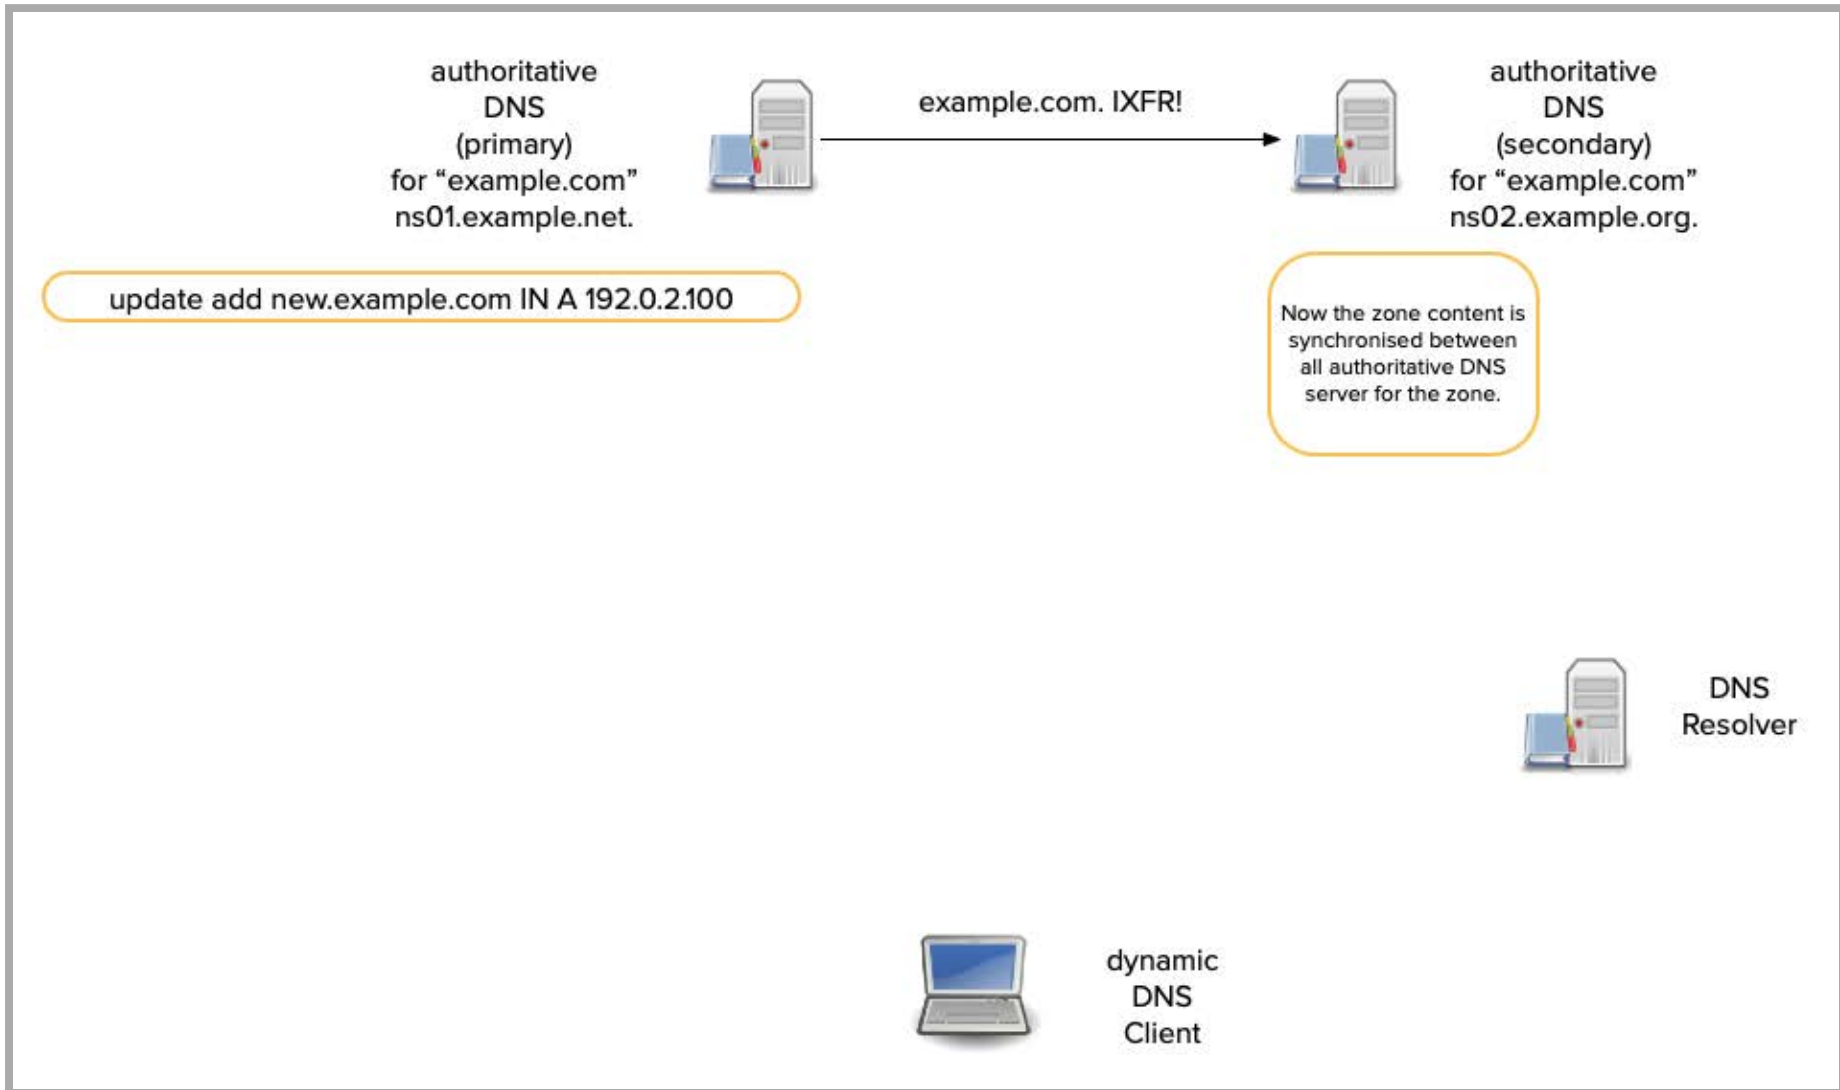 authoritative
DNS
(primary)
for “example.com”
ns01.example.net.
example.com. IXFR!
authoritative
DNS
(secondary)
for “example.com”
ns02.example.org.
update add new.example.com IN A 192.0.2.100
Now the zone content is
synchronised between
all authoritative DNS
server for the zone.
DNS
Resolver
dynamic
DNS
Client